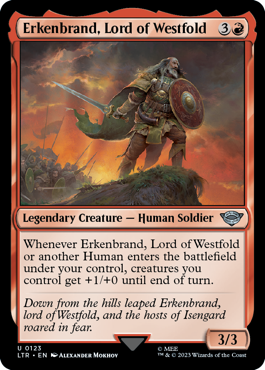 Erkenbrand, Lord of Westfold 3
Legendary Creature — Human Soldier
Whenever Erkenbrand, Lord of Westfold
or another Human enters the battlefield
under your control, creatures you
control get +1/+0 until end of turn.
Down from the hills leaped Erkenbrand,
lord of Westfold, and the hosts of Isengard
roared in fear.
3/3
U 0123
LTR • EN ALEXANDER MOKHOV
© MEE
™ & © 2023 Wizards of the Coast